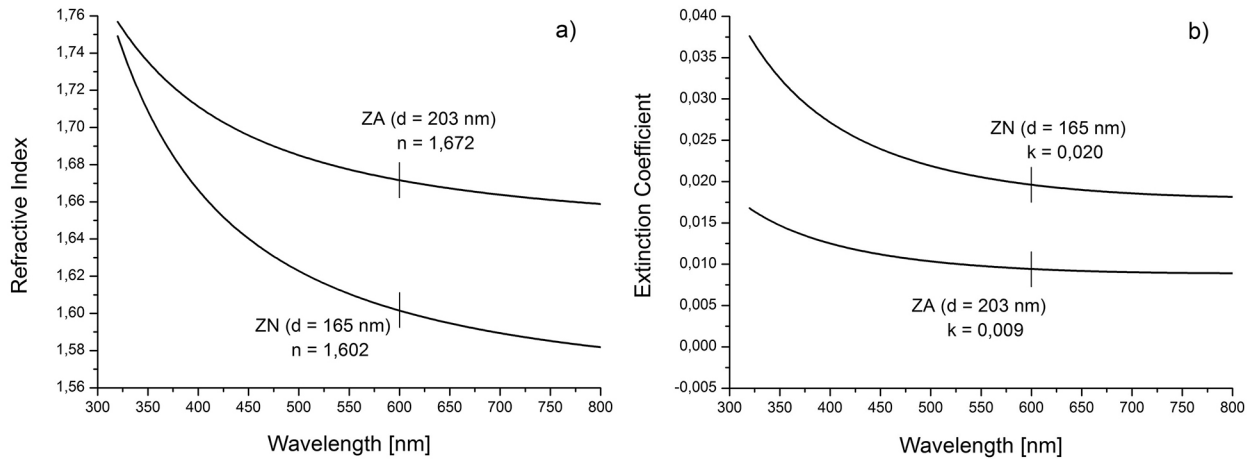 a)
1,76
1,74
1,72
1,70
1,68
1,66
1,64
1,62
1,60
1,58
1,56
Refractive Index
ZA (d = 203 nm)
n = 1,672
ZN (d = 165 nm)
n = 1,602
300 350 400 450 500 550 600 650 700 750 800
Wavelength [nm]
b)
0,040
0,035
0,030
0,025
0,020
0,015
0,010
0,005
0,000
-0,005
Extinction Coefficient
ZN (d = 165 nm)
k = 0,020
ZA (d = 203 nm)
k = 0,009
300 350 400 450 500 550 600 650 700 750 800
Wavelength [nm]